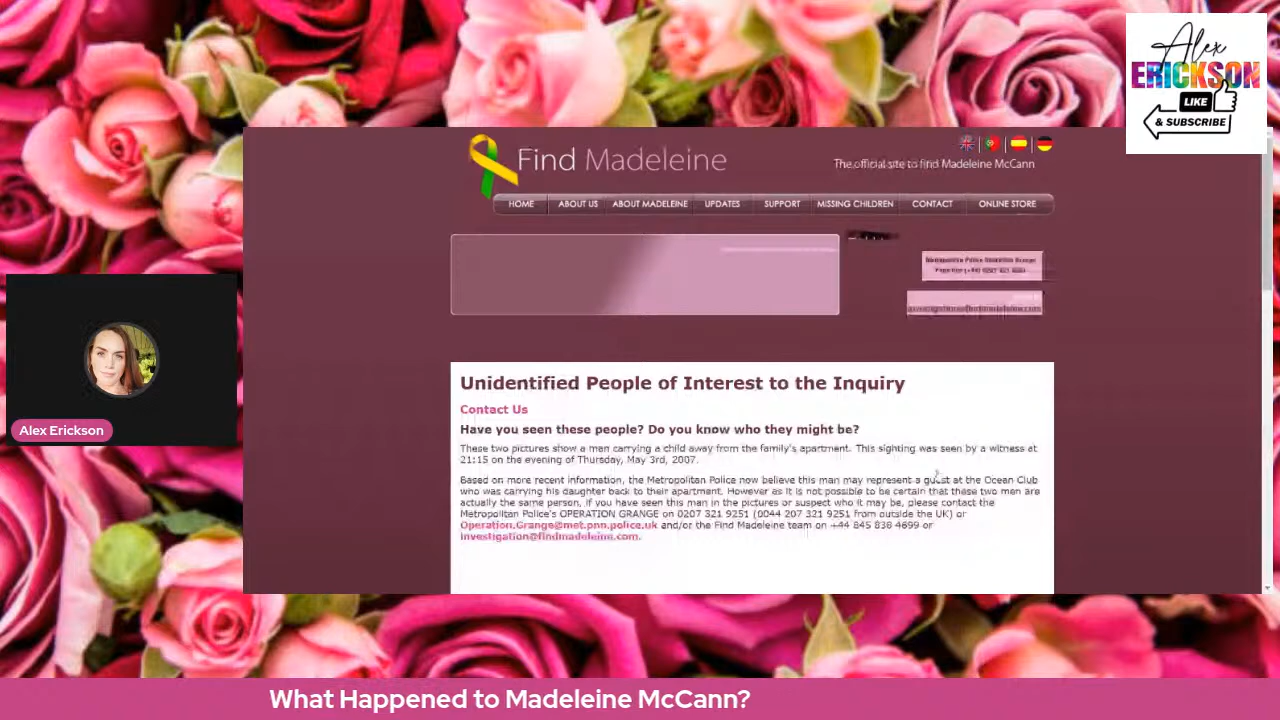 Alex
ERICKSON
LIKE
& SUBSCRIBE
Find Madeleine
The official site to find Madeleine McCann
HOME ABOUT US ABOUT MADELEINE UPDATES SUPPORT MISSING CHILDREN CONTACT ONLINE STORE
Unidentified People of Interest to the Inquiry
Contact Us
Have you seen these people? Do you know who they might be?
These two pictures show a man carrying a child away from the family's apartment. This sighting was seen by a witness at
21:15 on the evening of Thursday, May 3rd, 2007.
Based on more recent information, the Metropolitan Police now believe this man may represent a guest at the Ocean Club
who was carrying his daughter back to their apartment. However as it is not possible to be certain that these two men are
actually the same person, if you have seen this man in the pictures or suspect who it may be, please contact the
Metropolitan Police's OPERATION GRANGE on 0207 321 9251 (0044 207 321 9251 from outside the UK) or
Operation.Grange@met.pnn.police.uk and/or the Find Madeleine team on +44 845 838 4699 or
investigation@findmadeleine.com.
Alex Erickson
What Happened to Madeleine McCann?